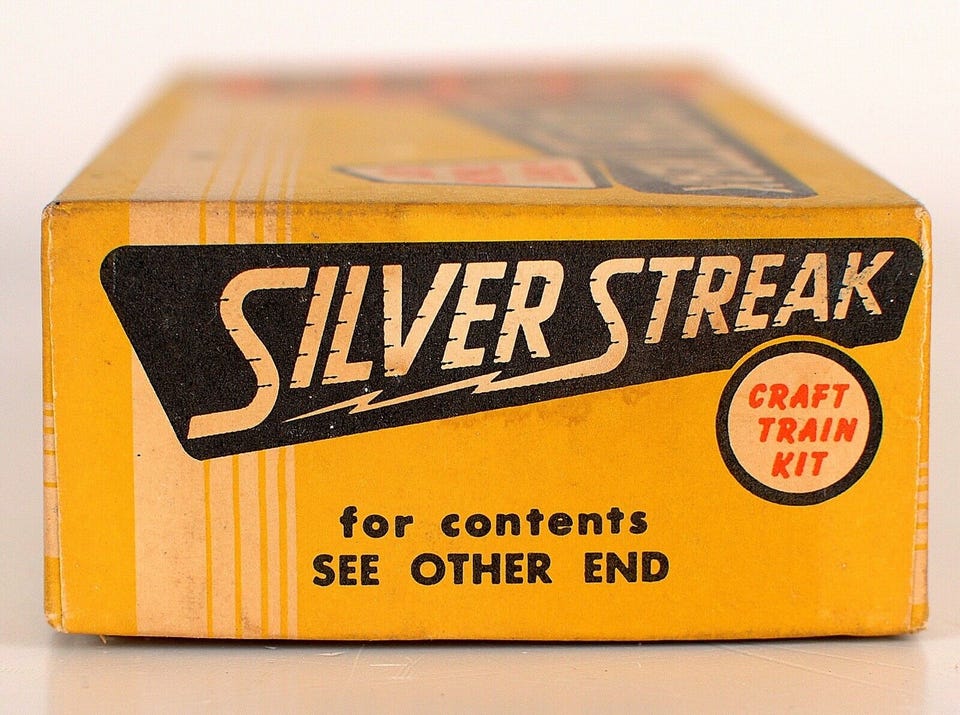 SILVER STREAK
CRAFT
TRAIN
KIT
for contents
SEE OTHER END